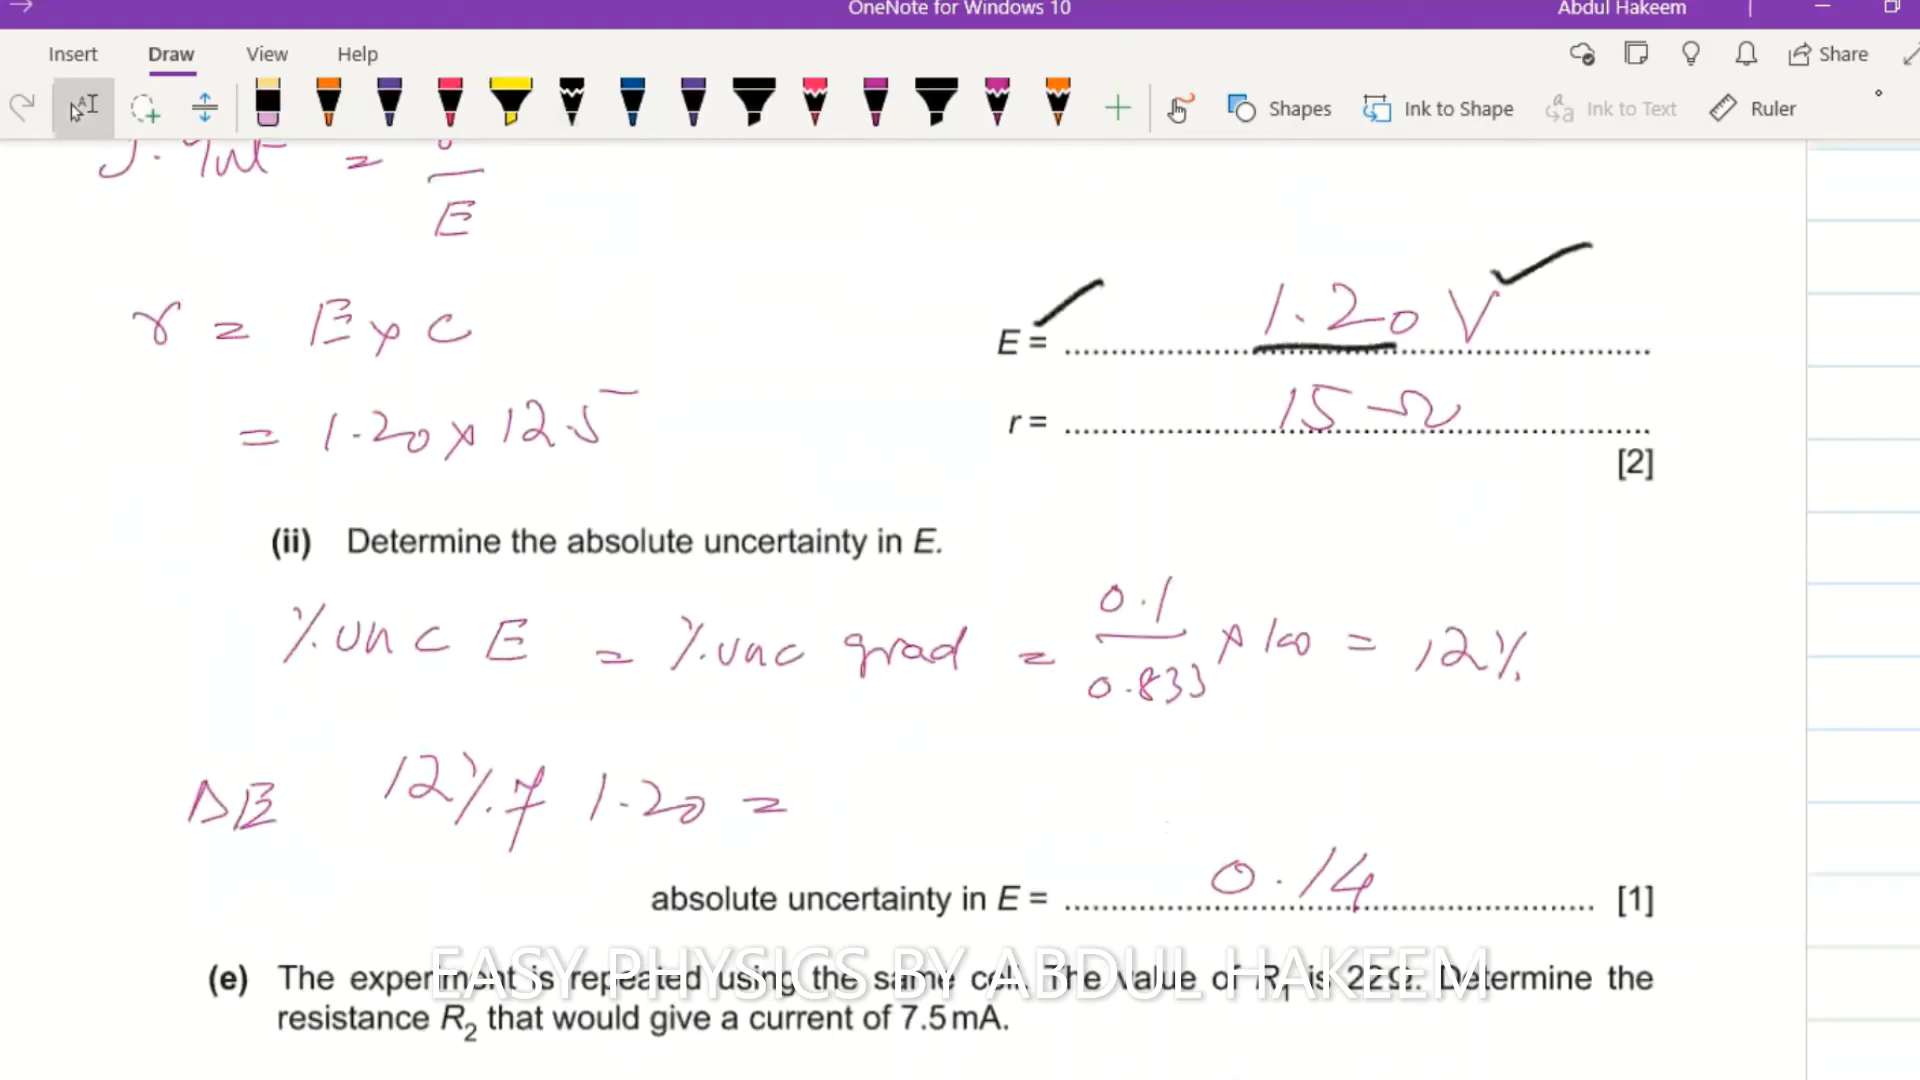 OneNote for Windows 10
Abdul Hakeem
Insert Draw View Help
Share
Shapes Ink to Shape Ink to Text Ruler
= 
E
r = E × c
E = 1.20 V
= 1.20 × 12.5
r = 15 Ω
[2]
(ii) Determine the absolute uncertainty in E.
% unc E = % unc grad = 0.1 / 0.833 × 100 = 12%
ΔE 12% × 1.20 =
absolute uncertainty in E = 0.14 [1]
EASY PHYSICS BY ABDUL HAKEEM
(e) The experiment is repeated using the same cell. The value of R1 is 22Ω. Determine the
resistance R2 that would give a current of 7.5 mA.